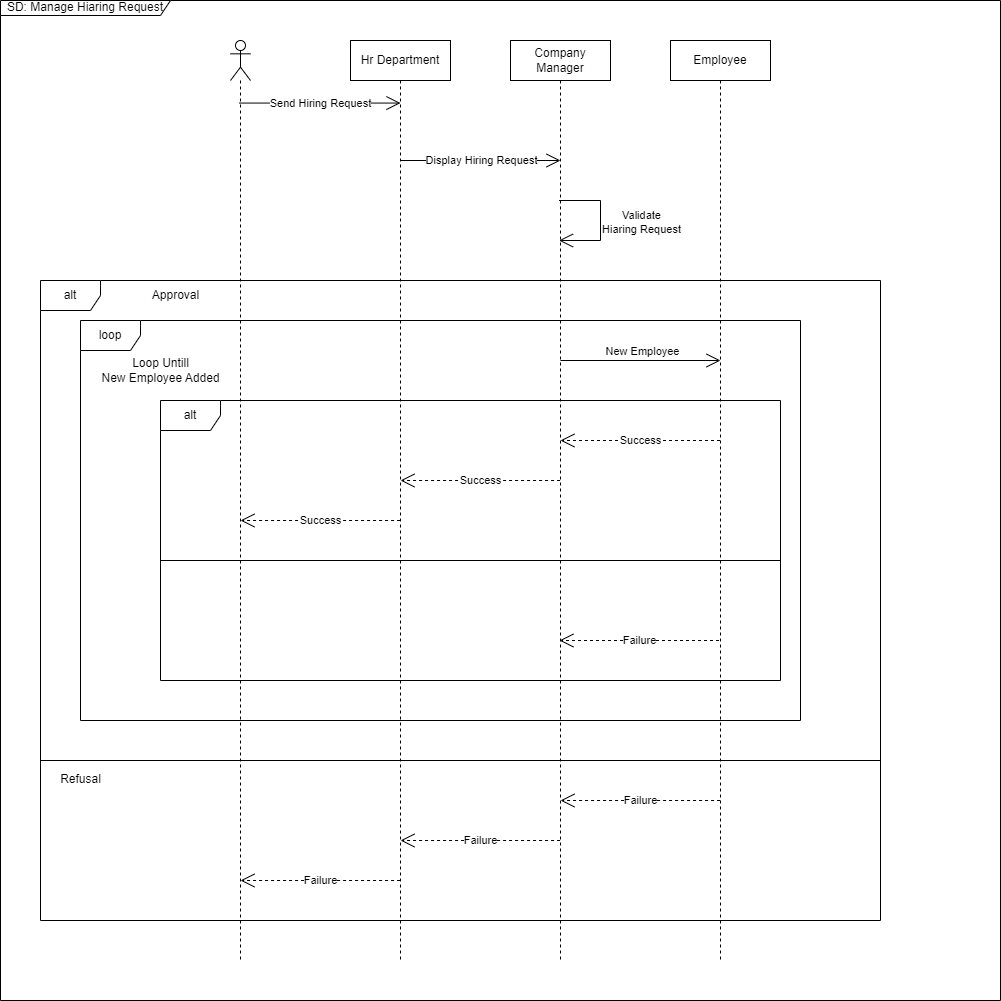 SD: Manage Hiaring Request
Hr Department
Company
Manager
Employee
Send Hiring Request
Display Hiring Request
Validate
Hiaring Request
alt
Approval
loop
Loop Untill
New Employee Added
New Employee
alt
Success
Success
Success
Failure
Refusal
Failure
Failure
Failure